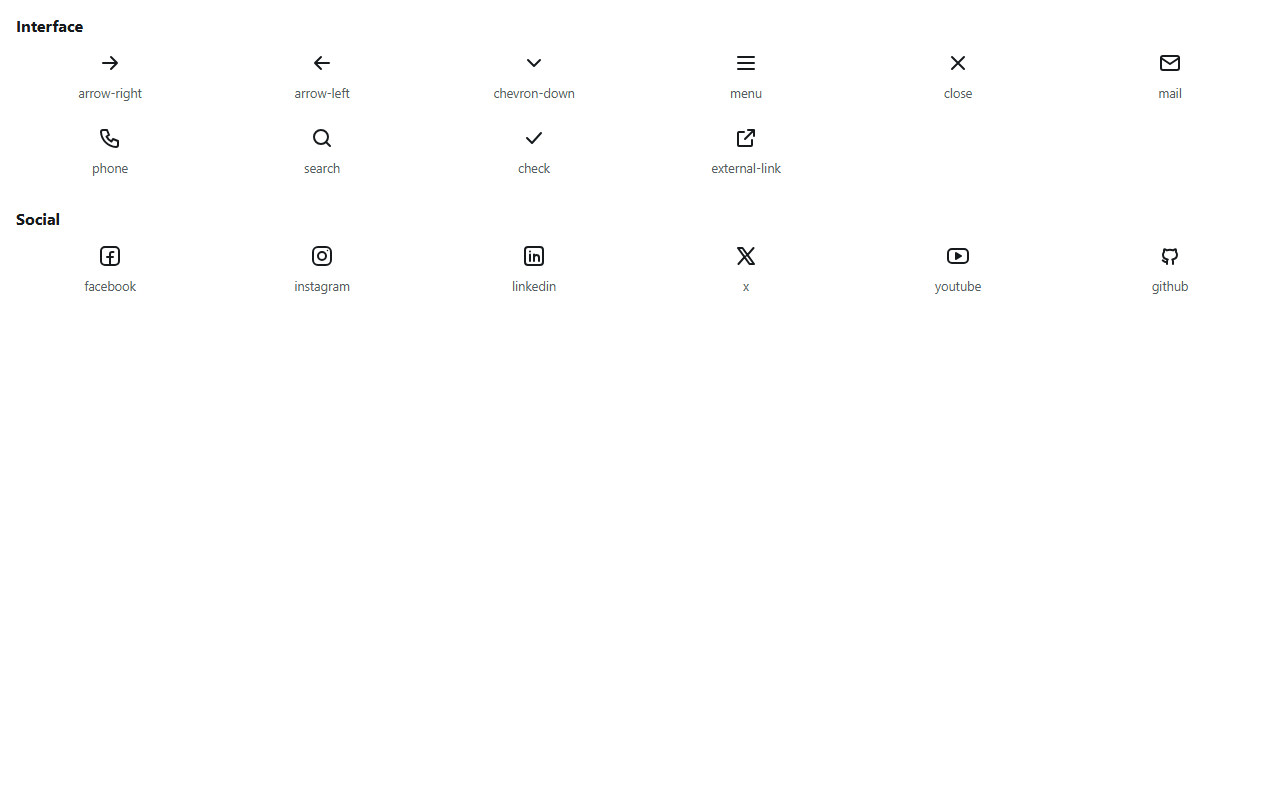 Interface
arrow-right arrow-left chevron-down menu close mail
phone search check external-link
Social
facebook instagram linkedin x youtube github